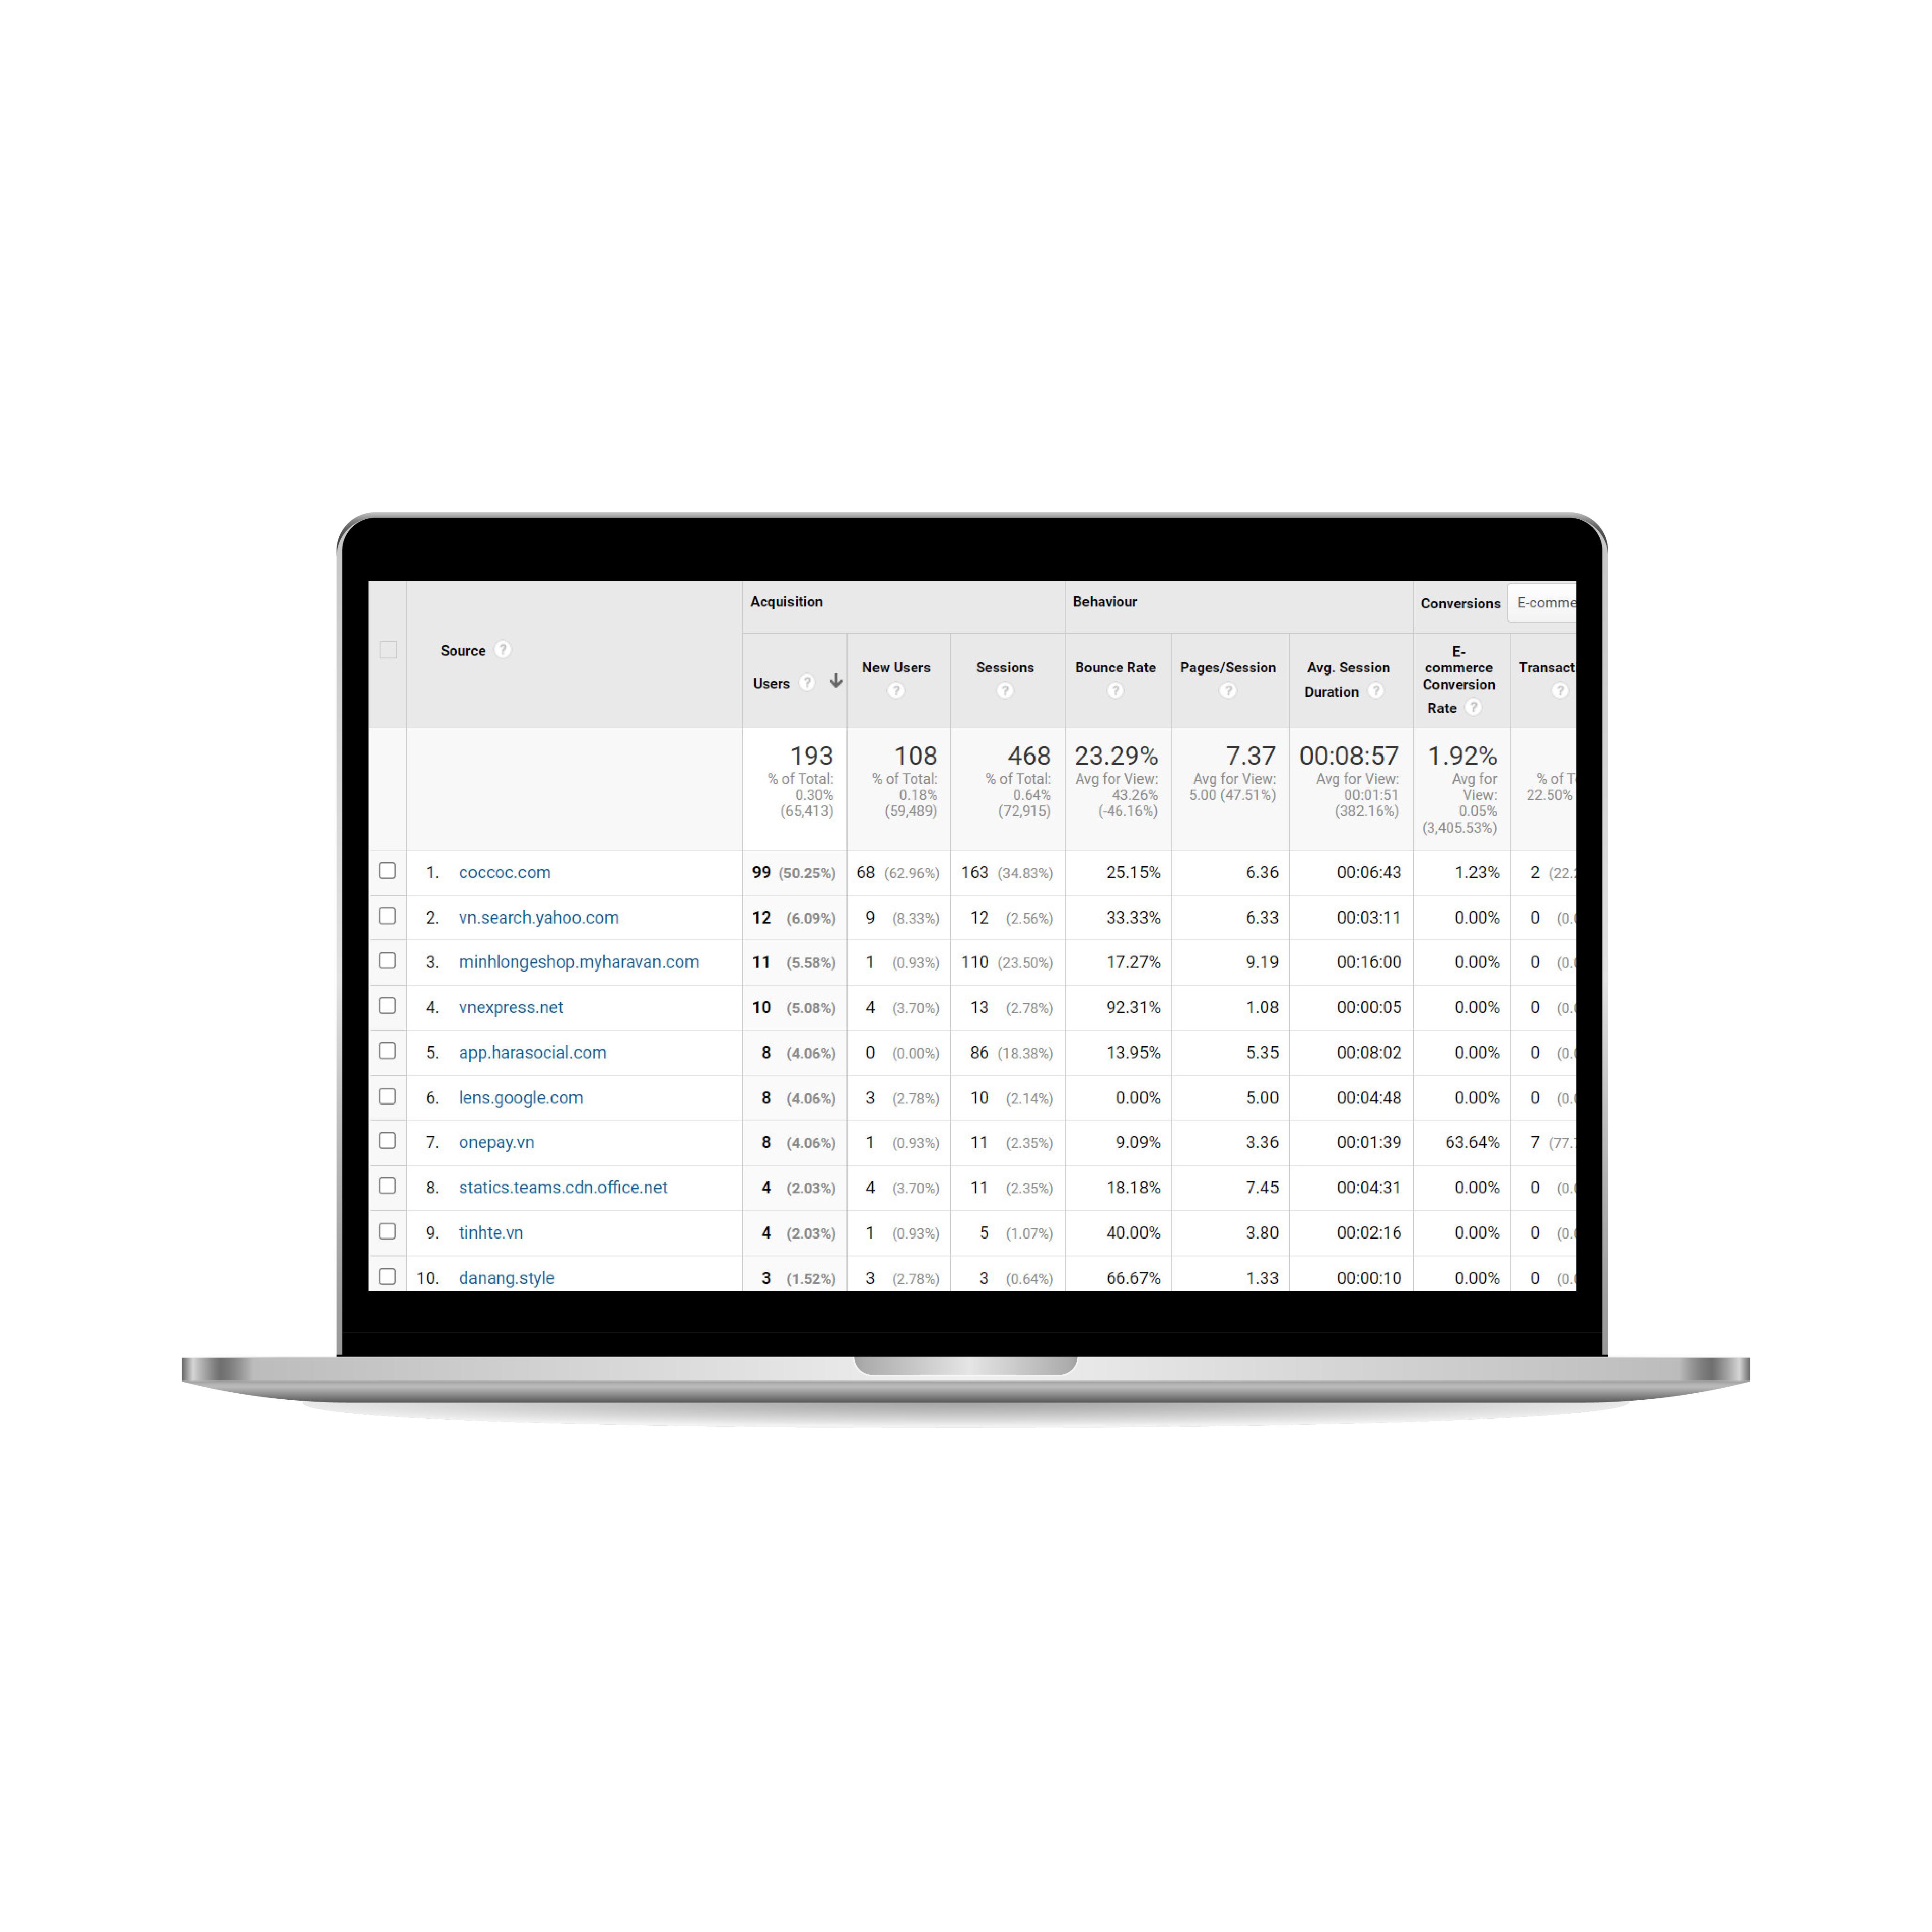 Acquisition
Behaviour
Conversions E-comme
Source ?
Users ?
New Users ?
Sessions ?
Bounce Rate ?
Pages/Session ?
Avg. Session
Duration ?
E-
commerce
Conversion
Rate ?
Transact
?
193
% of Total:
0.30%
(65,413)
108
% of Total:
0.18%
(59,489)
468
% of Total:
0.64%
(72,915)
23.29%
Avg for View:
43.26%
(-46.16%)
7.37
Avg for View:
5.00 (47.51%)
00:08:57
Avg for View:
00:01:51
(382.16%)
1.92%
Avg for
View:
0.05%
(3,405.53%)
% of T
22.50%
1. coccoc.com 99 (50.25%) 68 (62.96%) 163 (34.83%) 25.15% 6.36 00:06:43 1.23% 2 (22.
2. vn.search.yahoo.com 12 (6.09%) 9 (8.33%) 12 (2.56%) 33.33% 6.33 00:03:11 0.00% 0 (0.
3. minhlongeshop.myharavan.com 11 (5.58%) 1 (0.93%) 110 (23.50%) 17.27% 9.19 00:16:00 0.00% 0 (0.
4. vnexpress.net 10 (5.08%) 4 (3.70%) 13 (2.78%) 92.31% 1.08 00:00:05 0.00% 0 (0.
5. app.harasocial.com 8 (4.06%) 0 (0.00%) 86 (18.38%) 13.95% 5.35 00:08:02 0.00% 0 (0.
6. lens.google.com 8 (4.06%) 3 (2.78%) 10 (2.14%) 0.00% 5.00 00:04:48 0.00% 0 (0.
7. onepay.vn 8 (4.06%) 1 (0.93%) 11 (2.35%) 9.09% 3.36 00:01:39 63.64% 7 (77.
8. statics.teams.cdn.office.net 4 (2.03%) 4 (3.70%) 11 (2.35%) 18.18% 7.45 00:04:31 0.00% 0 (0.
9. tinhte.vn 4 (2.03%) 1 (0.93%) 5 (1.07%) 40.00% 3.80 00:02:16 0.00% 0 (0.
10. danang.style 3 (1.52%) 3 (2.78%) 3 (0.64%) 66.67% 1.33 00:00:10 0.00% 0 (0.